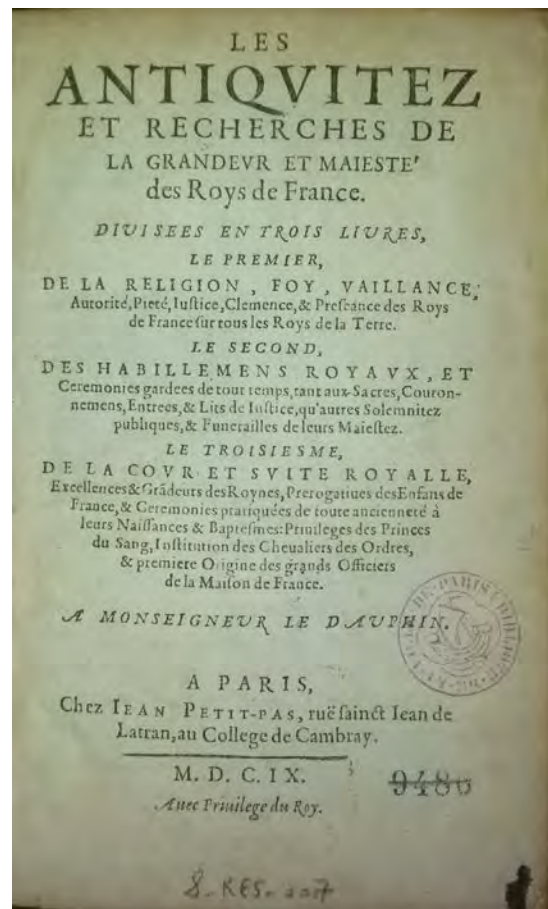 LES
ANTIQVITEZ
ET RECHERCHES DE
LA GRANDEVR ET MAIESTE'
des Roys de France.
DIVISEES EN TROIS LIVRES,
LE PREMIER,
DE LA RELIGION, FOY, VAILLANCE,
Autorité, Pieté, Iuſtice, Clemence, & Preſeance des Roys
de France ſur tous les Roys de la Terre.
LE SECOND,
DES HABILLEMENS ROYAVX, ET
Ceremonies gardees de tout temps, tant aux Sacres, Couron-
nemens, Entrees, & Lits de Iuſtice, qu'autres Solemnitez
publiques, & Funerailles de leurs Maieſtez.
LE TROISIESME,
DE LA COVR ET SVITE ROYALLE,
Excellences & Grãdeurs des Roynes, Prerogatiues des Enfans de
France, & Ceremonies pratiquées de toute ancienneté à
leurs Naiſſances & Bapteſmes: Priuileges des Princes
du Sang, Inſtitution des Cheualiers des Ordres,
& premiere Origine des grands Officiers
de la Maiſon de France.
A MONSEIGNEVR LE DAVPHIN.
A PARIS,
Chez IEAN PETIT-PAS, ruë ſainct Iean de
Latran, au College de Cambray.
M. D. C. IX.
9480
Auec Priuilege du Roy.
8. RES.